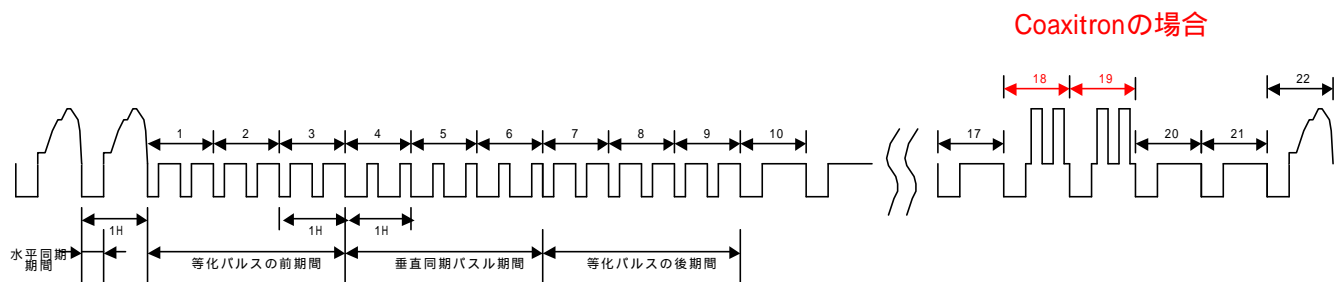 Coaxitronの場合
18 19 22
1 2 3 4 5 6 7 8 9 10 17 20 21
1H 1H 1H
水平同期
期間
等化パルスの前期間 垂直同期パスル期間 等化パルスの後期間